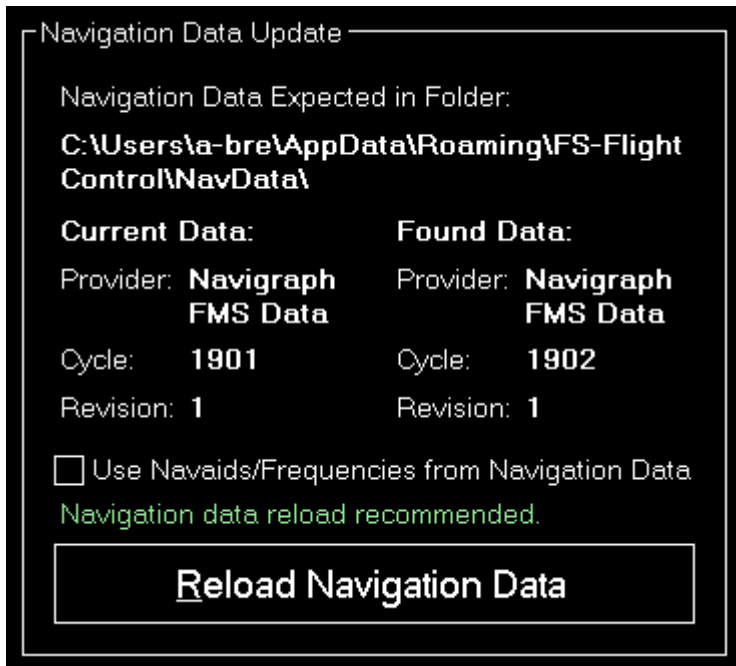 Navigation Data Update
Navigation Data Expected in Folder:
C:\Users\a-bre\AppData\Roaming\FS-Flight
Control\NavData\
Current Data: Found Data:
Provider: Navigraph Provider: Navigraph
FMS Data FMS Data
Cycle: 1901 Cycle: 1902
Revision: 1 Revision: 1
Use Navaids/Frequencies from Navigation Data
Navigation data reload recommended.
Reload Navigation Data